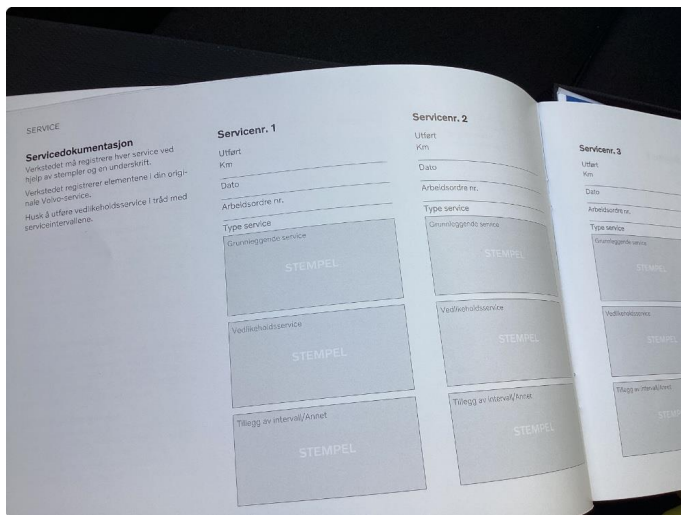 SERVICE
Servicedokumentasjon
Verkstedet må registrere hver service ved
hjelp av stempler og en underskrift.
Verkstedet registrerer elementene i din origi-
nale Volvo-service.
Husk å utføre vedlikeholdsservice i tråd med
serviceintervallene.
Servicenr. 1
Utført
Km
Dato
Arbeidsordre nr.
Type service
Grunnleggende service
STEMPEL
Vedlikeholdsservice
STEMPEL
Tillegg av intervall/Annet
STEMPEL
Servicenr. 2
Utført
Km
Dato
Arbeidsordre nr.
Type service
Grunnleggende service
STEMPEL
Vedlikeholdsservice
STEMPEL
Tillegg av intervall/Annet
STEMPEL
Servicenr. 3
Utført
Km
Dato
Arbeidsordre nr.
Type service
Grunnleggende service
STEMPEL
Vedlikeholdsservice
STEMPEL
Tillegg av intervall/Annet
STEMPEL